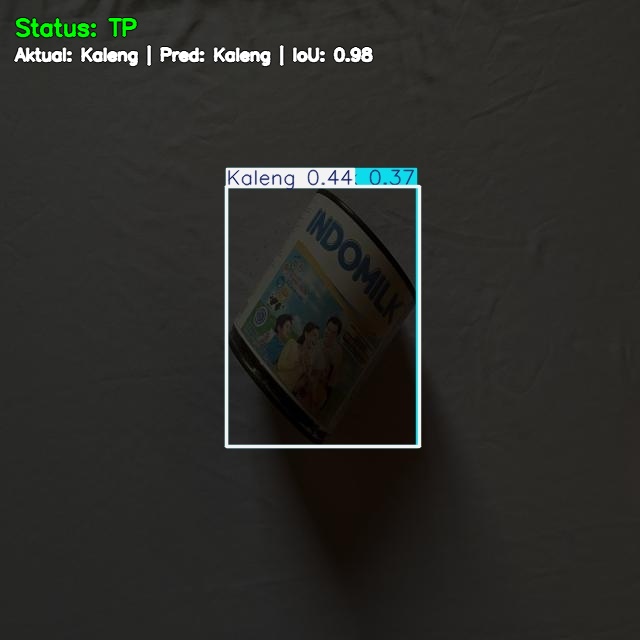 Status: TP
Aktual: Kaleng | Pred: Kaleng | IoU: 0.98
Kaleng 0.44: 0.37
INDOMILK